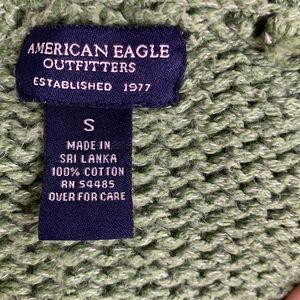 AMERICAN EAGLE
OUTFITTERS
ESTABLISHED 1977
S
MADE IN
SRI LANKA
100% COTTON
RN 54485
OVER FOR CARE